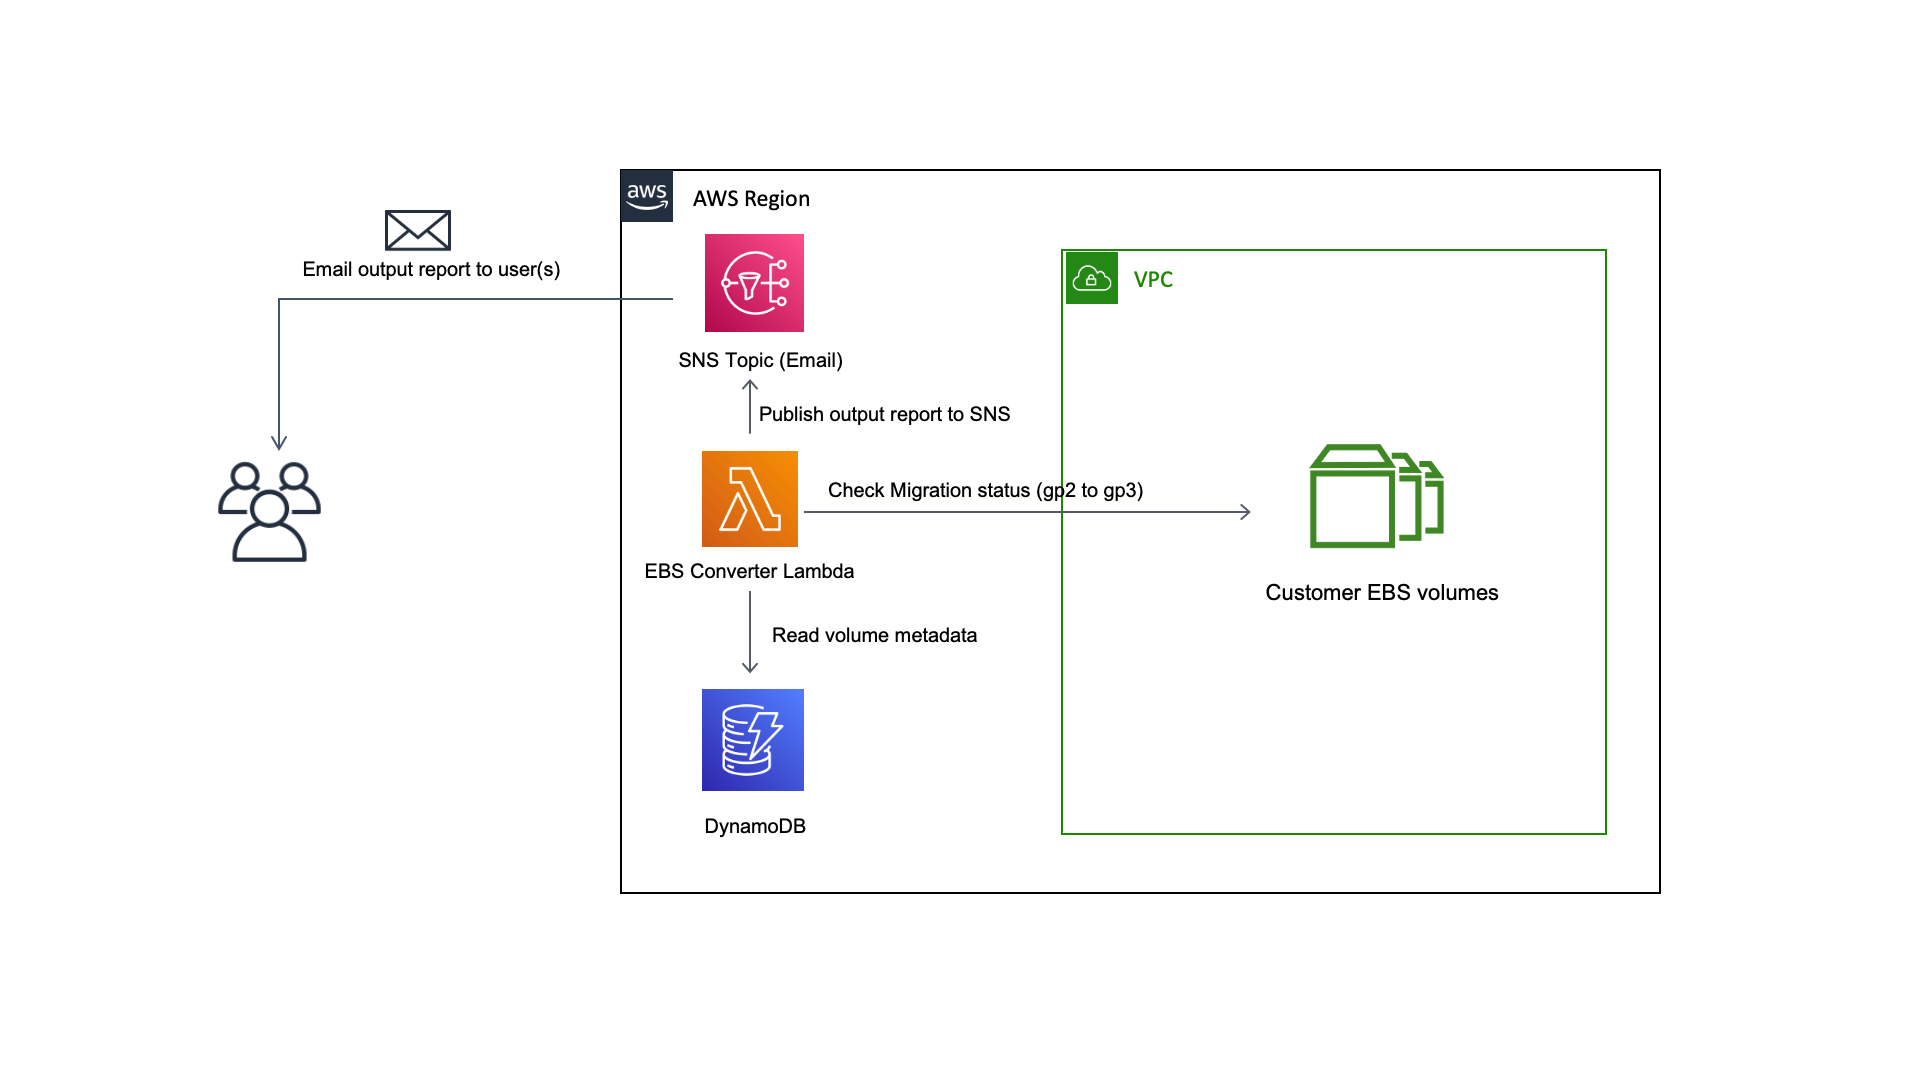 aws
AWS Region
Email output report to user(s)
VPC
SNS Topic (Email)
Publish output report to SNS
Check Migration status (gp2 to gp3)
EBS Converter Lambda
Customer EBS volumes
Read volume metadata
DynamoDB